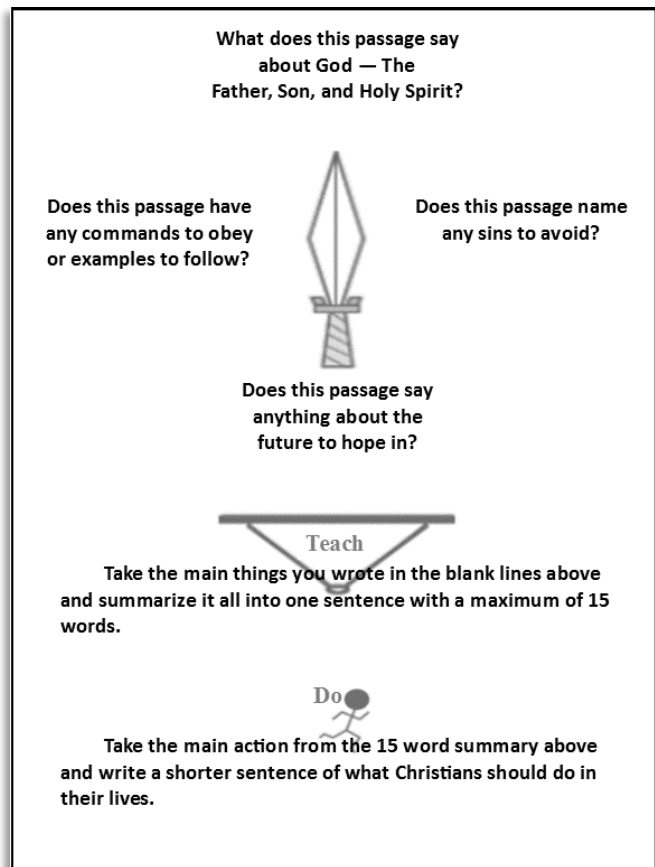 What does this passage say
about God — The
Father, Son, and Holy Spirit?
Does this passage have
any commands to obey
or examples to follow?
Does this passage name
any sins to avoid?
Does this passage say
anything about the
future to hope in?
Teach
Take the main things you wrote in the blank lines above
and summarize it all into one sentence with a maximum of 15
words.
Do
Take the main action from the 15 word summary above
and write a shorter sentence of what Christians should do in
their lives.